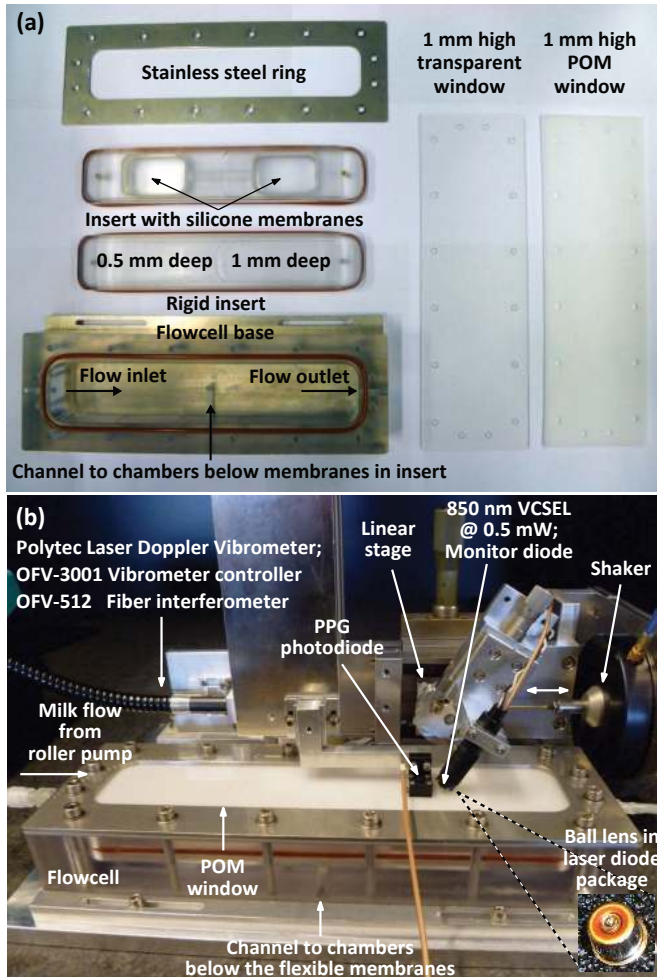 (a)
Stainless steel ring
1 mm high
transparent
window
1 mm high
POM
window
Insert with silicone membranes
0.5 mm deep
1 mm deep
Rigid insert
Flowcell base
Flow inlet
Flow outlet
Channel to chambers below membranes in insert
(b)
Polytec Laser Doppler Vibrometer;
OFV-3001 Vibrometer controller
OFV-512 Fiber interferometer
Linear
stage
850 nm VCSEL
@ 0.5 mW;
Monitor diode
Shaker
PPG
photodiode
Milk flow
from
roller pump
Flowcell
POM
window
Channel to chambers
below the flexible membranes
Ball lens in
laser diode
package